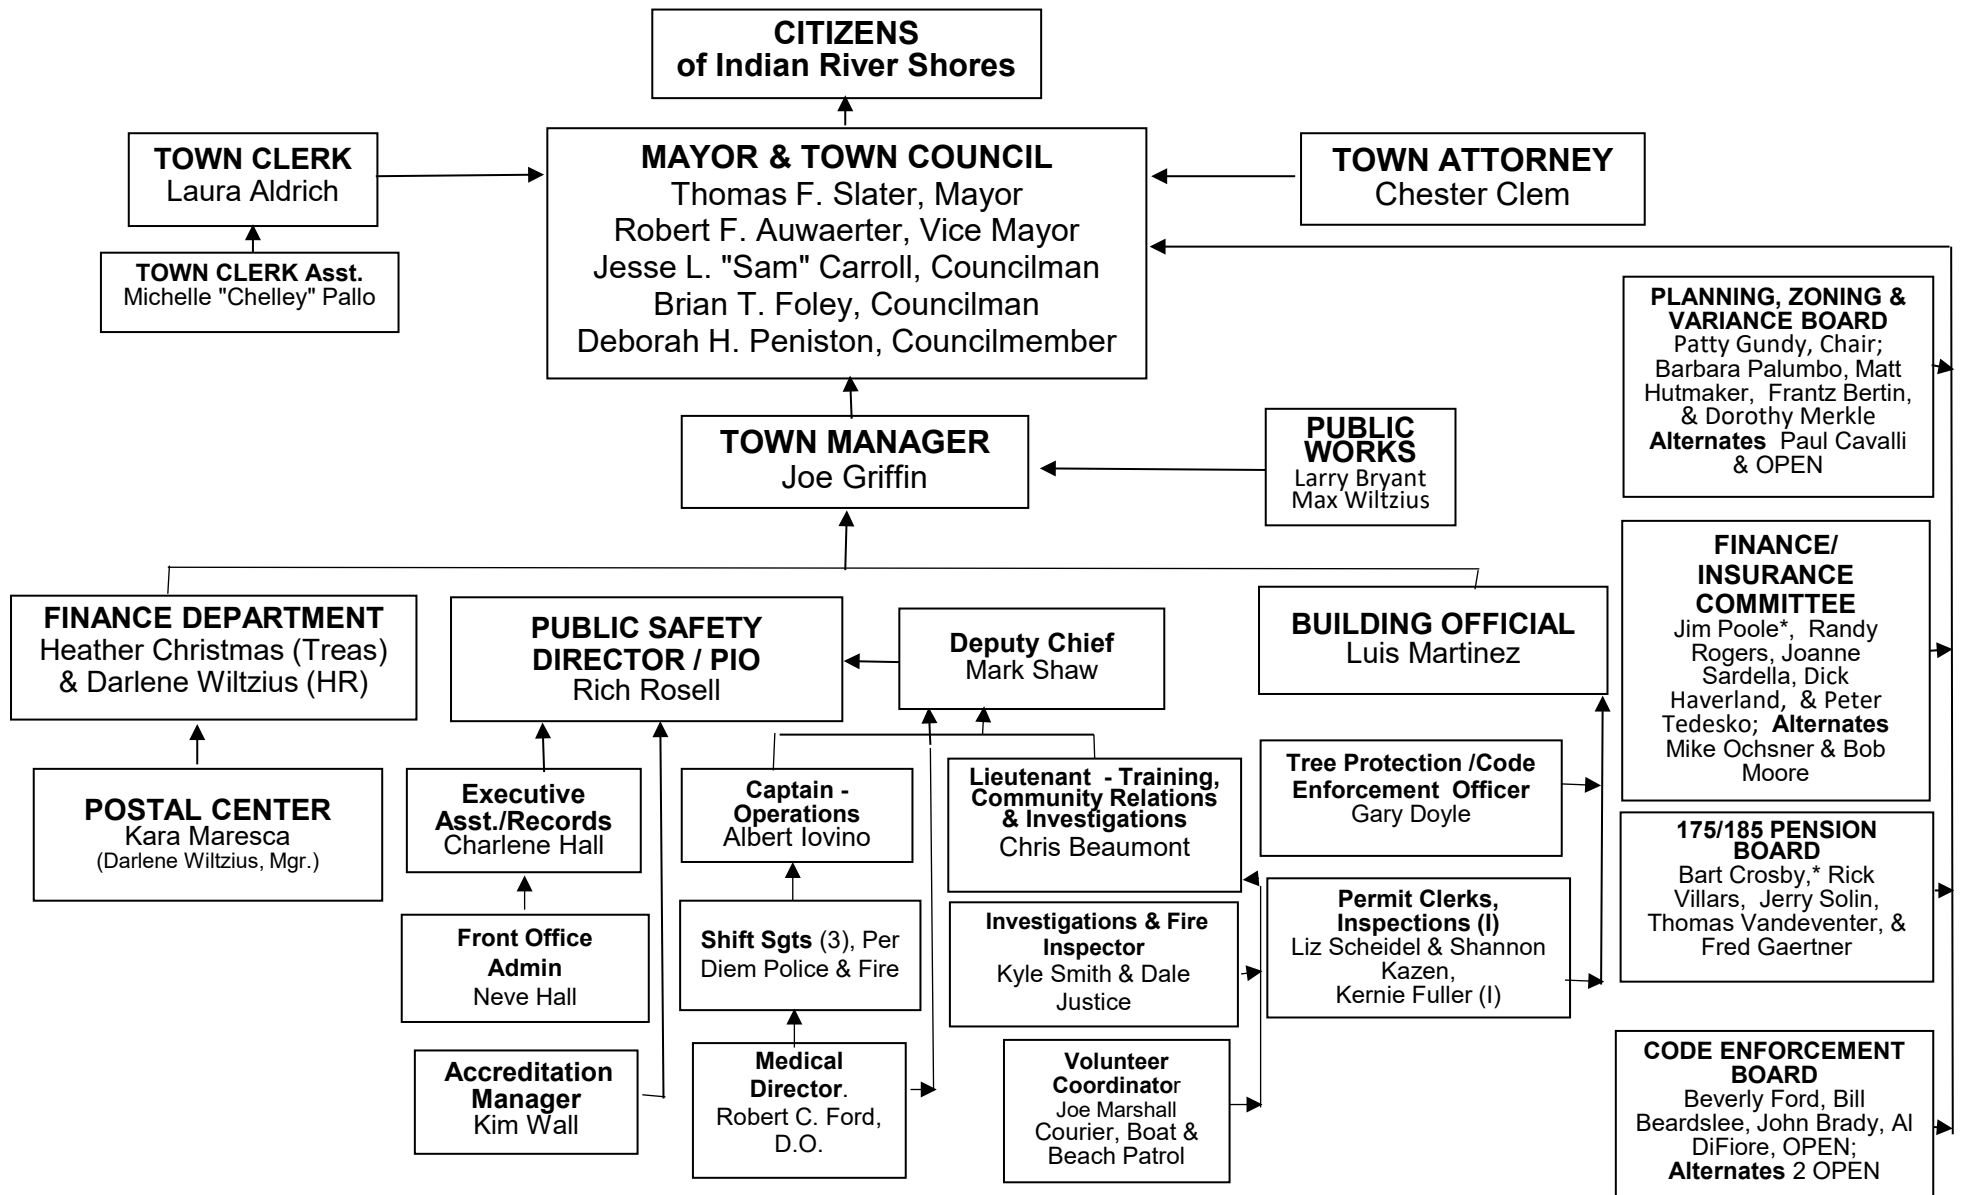 CITIZENS
of Indian River Shores
TOWN CLERK
Laura Aldrich
MAYOR & TOWN COUNCIL
Thomas F. Slater, Mayor
Robert F. Auwaerter, Vice Mayor
Jesse L. "Sam" Carroll, Councilman
Brian T. Foley, Councilman
Deborah H. Peniston, Councilmember
TOWN ATTORNEY
Chester Clem
TOWN CLERK Asst.
Michelle "Chelley" Pallo
PLANNING, ZONING &
VARIANCE BOARD
Patty Gundy, Chair;
Barbara Palumbo, Matt
Hutmaker, Frantz Bertin,
& Dorothy Merkle
Alternates Paul Cavalli
& OPEN
TOWN MANAGER
Joe Griffin
PUBLIC
WORKS
Larry Bryant
Max Wiltzius
FINANCE/
INSURANCE
COMMITTEE
Jim Poole*, Randy
Rogers, Joanne
Sardella, Dick
Haverland, & Peter
Tedesko; Alternates
Mike Ochsner & Bob
Moore
FINANCE DEPARTMENT
Heather Christmas (Treas)
& Darlene Wiltzius (HR)
PUBLIC SAFETY
DIRECTOR / PIO
Rich Rosell
Deputy Chief
Mark Shaw
BUILDING OFFICIAL
Luis Martinez
POSTAL CENTER
Kara Maresca
(Darlene Wiltzius, Mgr.)
Executive
Asst./Records
Charlene Hall
Captain -
Operations
Albert Iovino
Lieutenant - Training,
Community Relations
& Investigations
Chris Beaumont
Tree Protection /Code
Enforcement Officer
Gary Doyle
175/185 PENSION
BOARD
Bart Crosby,* Rick
Villars, Jerry Solin,
Thomas Vandeventer, &
Fred Gaertner
Front Office
Admin
Neve Hall
Shift Sgts (3), Per
Diem Police & Fire
Investigations & Fire
Inspector
Kyle Smith & Dale
Justice
Permit Clerks,
Inspections (I)
Liz Scheidel & Shannon
Kazen,
Kernie Fuller (I)
Accreditation
Manager
Kim Wall
Medical
Director.
Robert C. Ford,
D.O.
Volunteer
Coordinator
Joe Marshall
Courier, Boat &
Beach Patrol
CODE ENFORCEMENT
BOARD
Beverly Ford, Bill
Beardslee, John Brady, Al
DiFiore, OPEN;
Alternates 2 OPEN